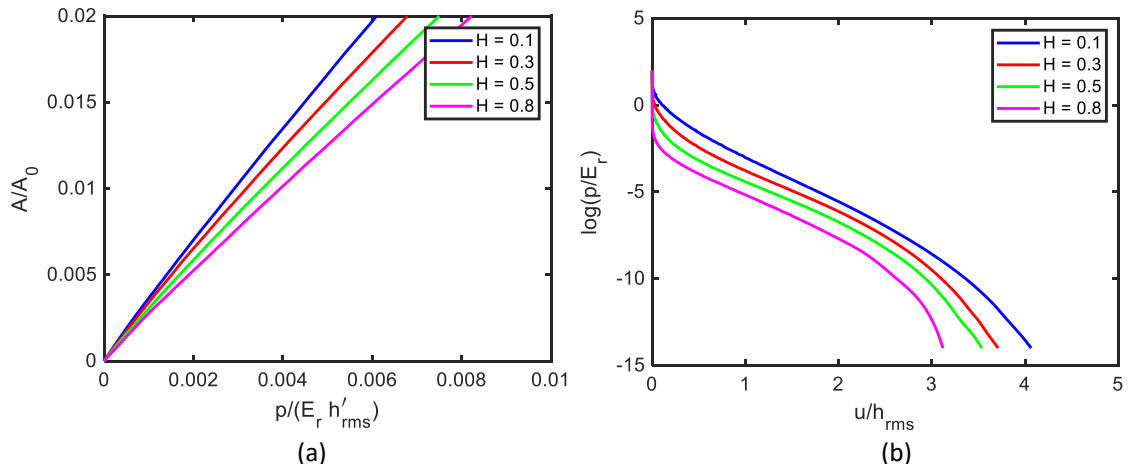 0.02
0.015
0.01
0.005
0
A/A0
H = 0.1
H = 0.3
H = 0.5
H = 0.8
0 0.002 0.004 0.006 0.008 0.01
p/(Er h′rms)
(a)
5
0
-5
-10
-15
log(p/Er)
H = 0.1
H = 0.3
H = 0.5
H = 0.8
0 1 2 3 4 5
u/hrms
(b)